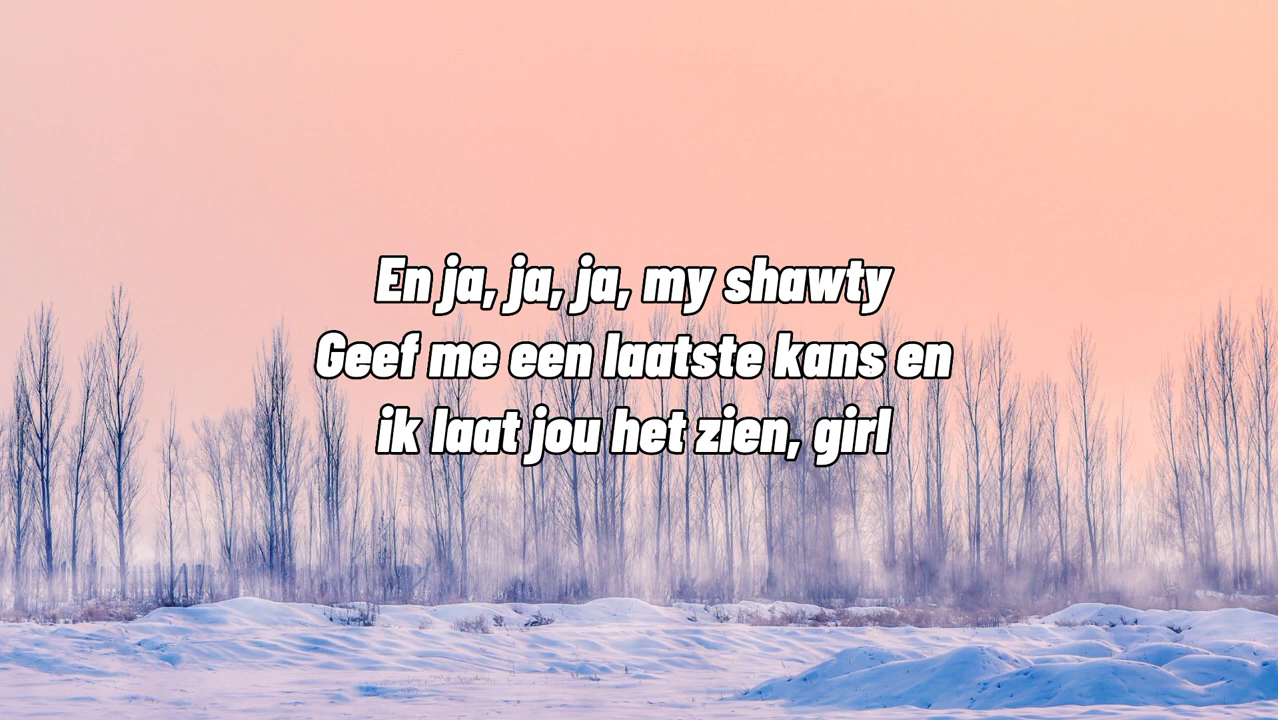 En ja, ja, ja, my shawty
Geef me een laatste kans en
ik laat jou het zien, girl